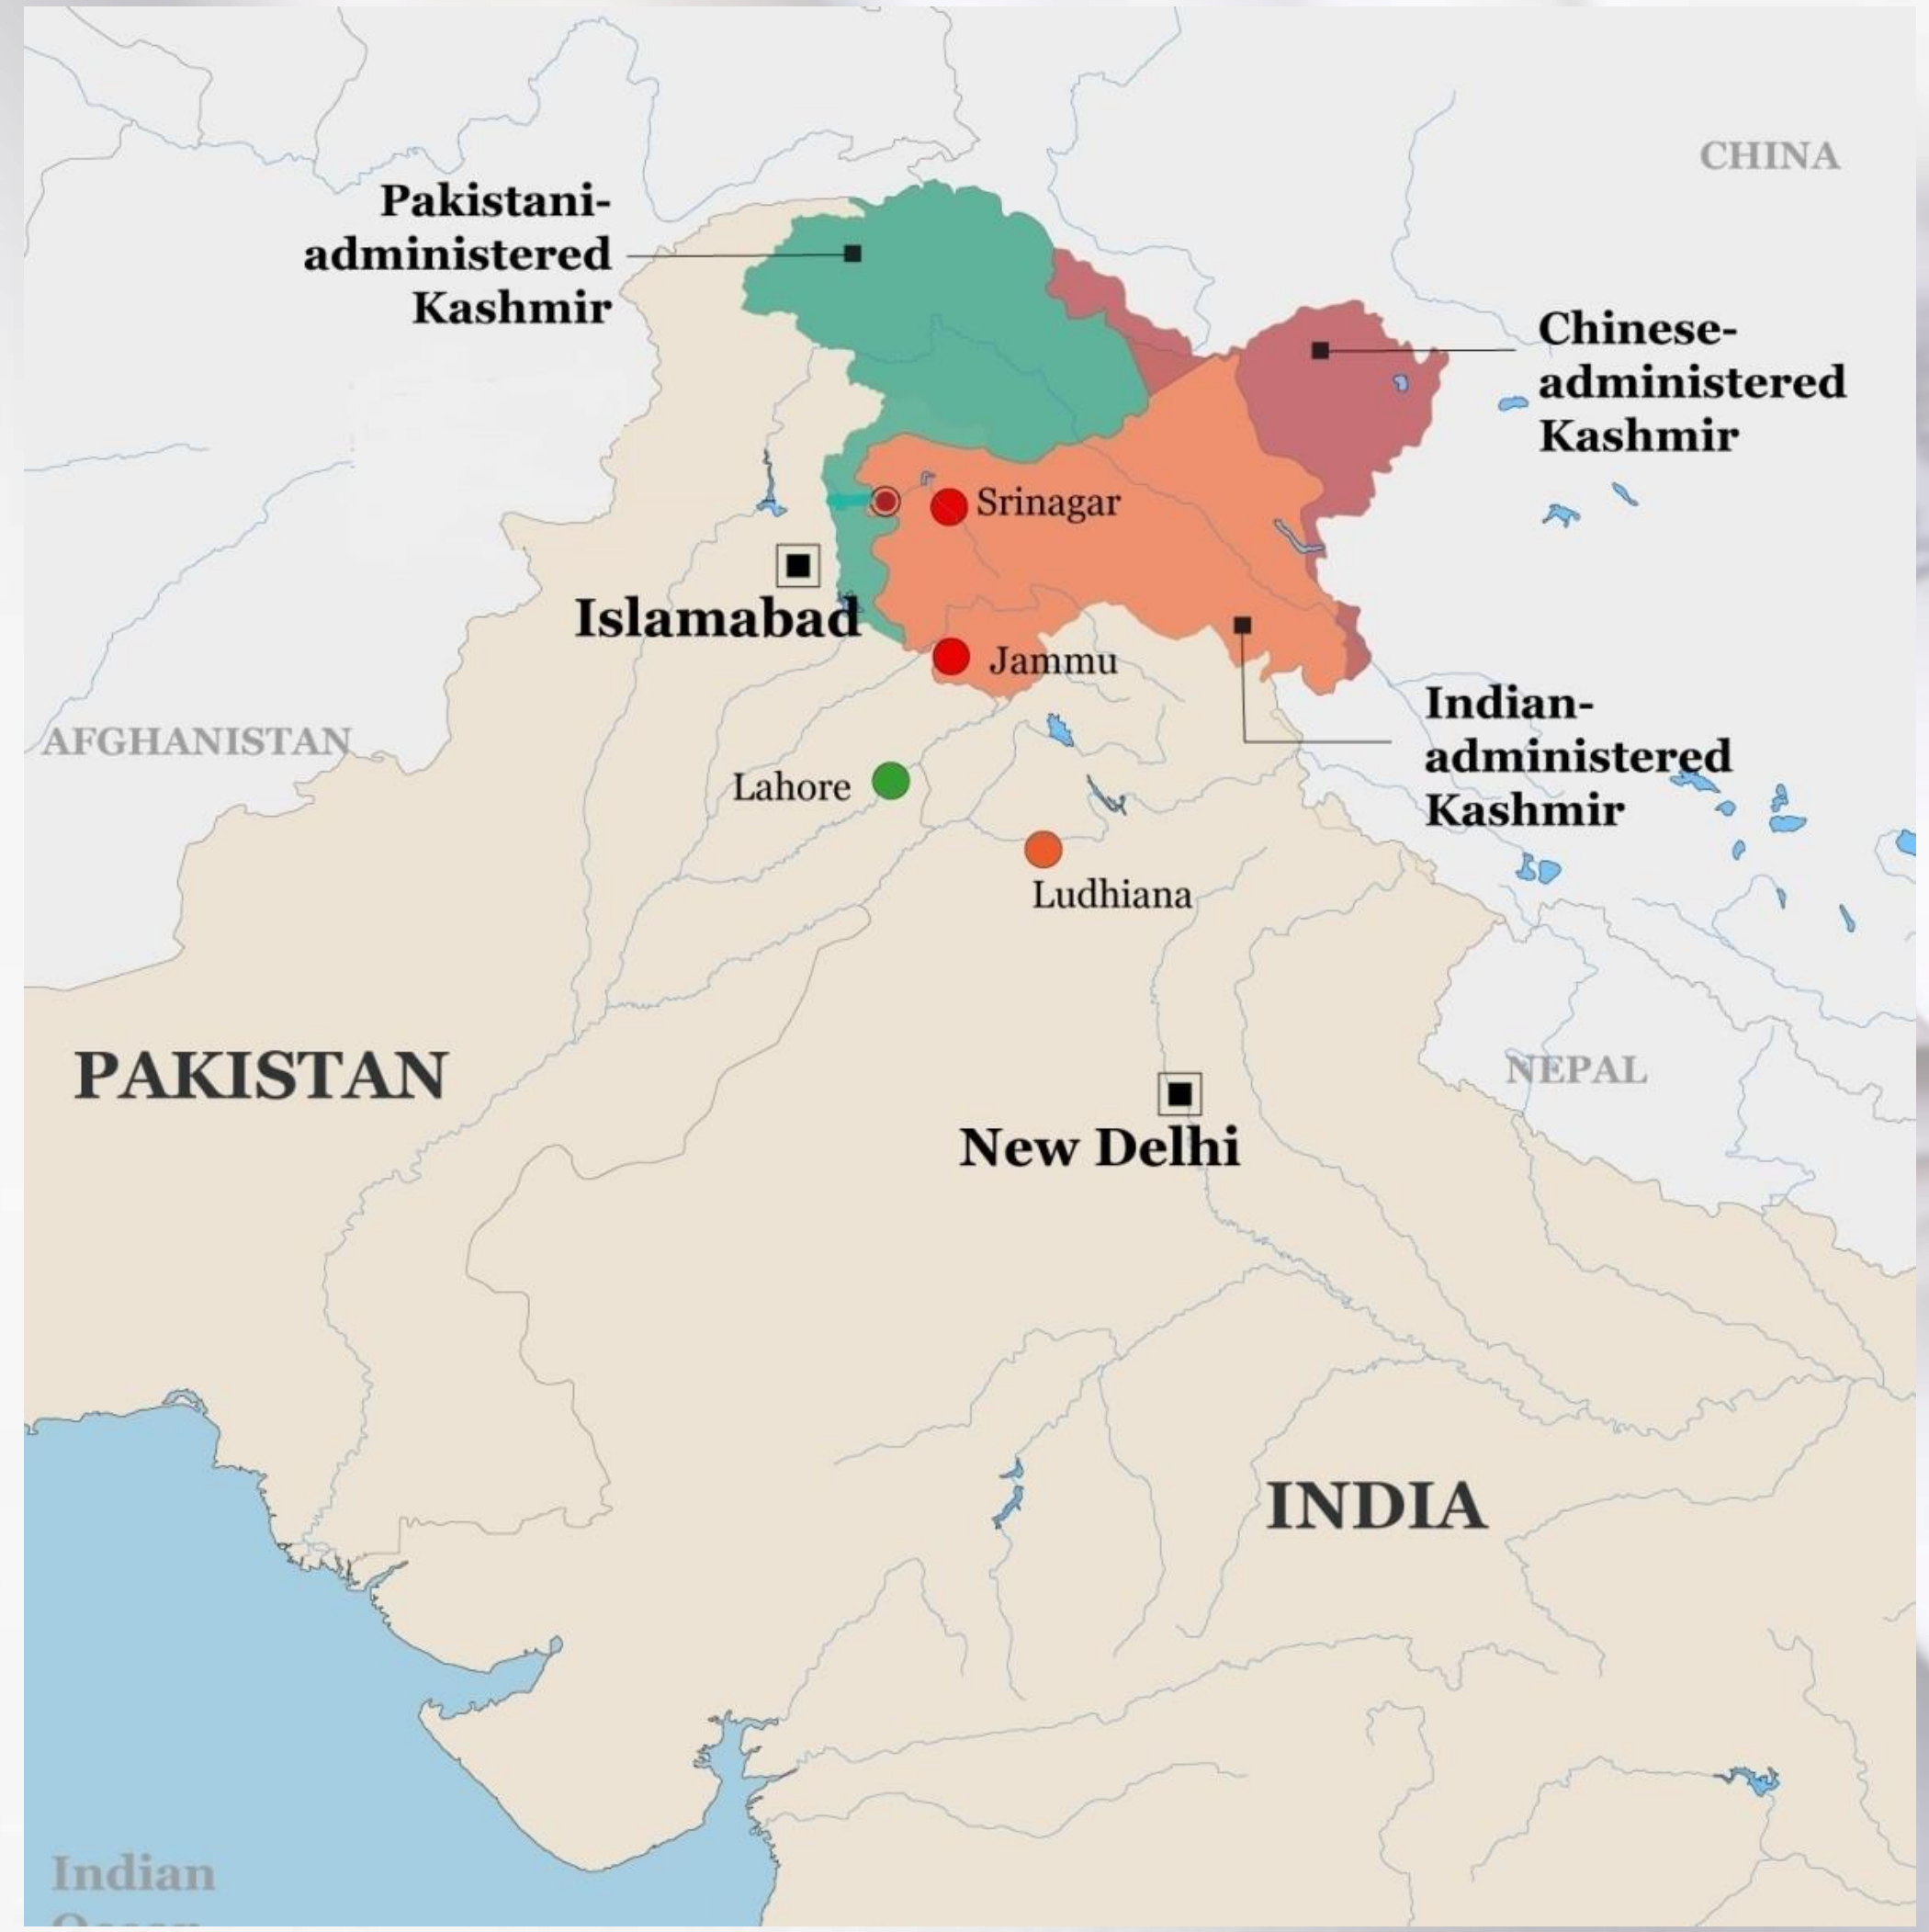 CHINA
Pakistani-
administered
Kashmir
Chinese-
administered
Kashmir
Srinagar
Islamabad
Jammu
Indian-
administered
Kashmir
AFGHANISTAN
Lahore
Ludhiana
PAKISTAN
NEPAL
New Delhi
INDIA
Indian